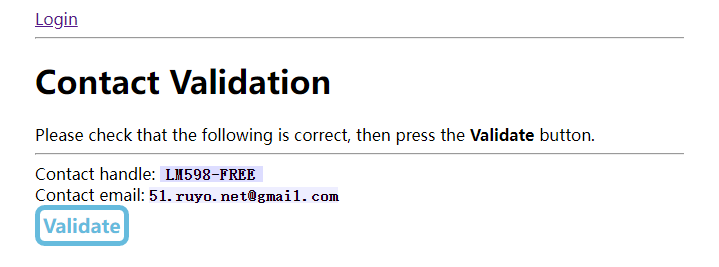 Login
Contact Validation
Please check that the following is correct, then press the Validate button.
Contact handle: LM598-FREE
Contact email: 51.ruyo.net@gmail.com
Validate